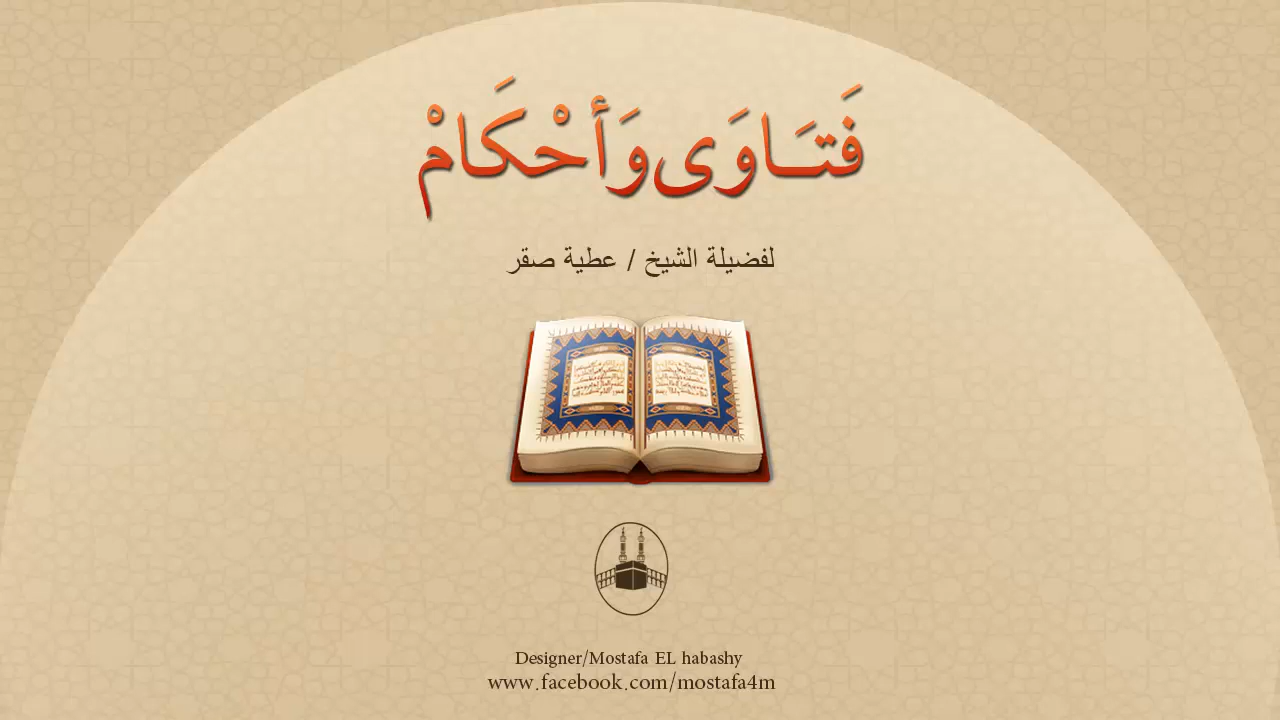 فَتَـاوَى وَأَحْكَامْ
لفضيلة الشيخ / عطية صقر
Designer/Mostafa EL habashy
www.facebook.com/mostafa4m